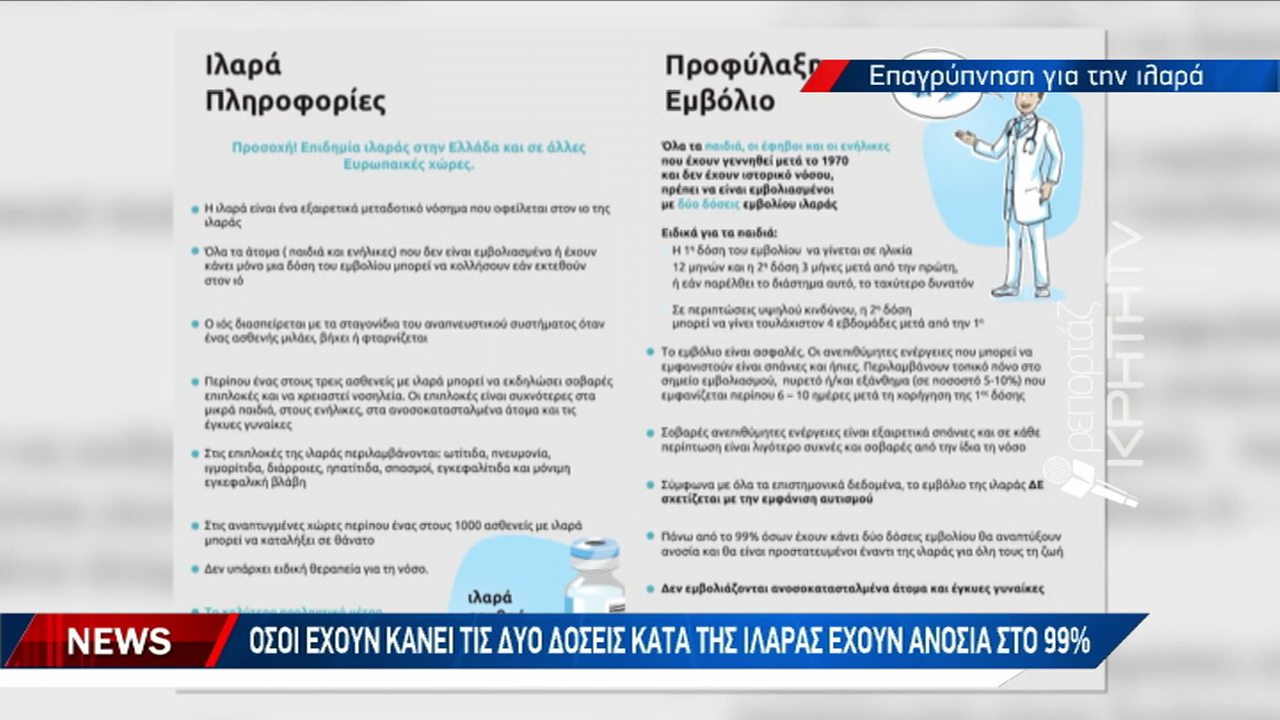 Ιλαρά
Πληροφορίες
Προσοχή! Επιδημία ιλαράς στην Ελλάδα και σε άλλες
Ευρωπαικές χώρες.
Η ιλαρά είναι ένα εξαιρετικά μεταδοτικό νόσημα που οφείλεται στον ιο της
ιλαράς
Όλα τα άτομα ( παιδιά και ενήλικες) που δεν είναι εμβολιασμένα ή έχουν
κάνει μόνο μια δόση του εμβολίου μπορεί να κολλήσουν εάν εκτεθούν
στον ιό
Ο ιός διασπείρεται με τα σταγονίδια του αναπνευστικού συστήματος όταν
ένας ασθενής μιλάει, βήχει ή φταρνίζεται
Περίπου ένας στους τρεις ασθενείς με ιλαρά μπορεί να εκδηλώσει σοβαρές
επιπλοκές και να χρειαστεί νοσηλεία. Οι επιπλοκές είναι συχνότερες στα
μικρά παιδιά, στους ενήλικες, στα ανοσοκατασταλμένα άτομα και τις
έγκυες γυναίκες
Στις επιπλοκές της ιλαράς περιλαμβάνονται: ωτίτιδα, πνευμονία,
ιγμορίτιδα, διάρροιες, ηπατίτιδα, σπασμοί, εγκεφαλίτιδα και μόνιμη
εγκεφαλική βλάβη
Στις αναπτυγμένες χώρες περίπου ένας στους 1000 ασθενείς με ιλαρά
μπορεί να καταλήξει σε θάνατο
Δεν υπάρχει ειδική θεραπεία για τη νόσο.
ιλαρά
Προφύλαξη
Εμβόλιο
Επαγρύπνηση για την ιλαρά
Όλα τα παιδιά, οι έφηβοι και οι ενήλικες
που έχουν γεννηθεί μετά το 1970
και δεν έχουν ιστορικό νόσου,
πρέπει να είναι εμβολιασμένοι
με δύο δόσεις εμβολίου ιλαράς
Ειδικά για τα παιδιά:
Η 1η δόση του εμβολίου να γίνεται σε ηλικία
12 μηνών και η 2η δόση 3 μήνες μετά από την πρώτη,
ή εάν παρέλθει το διάστημα αυτό, το ταχύτερο δυνατόν
Σε περιπτώσεις υψηλού κινδύνου, η 2η δόση
μπορεί να γίνει τουλάχιστον 4 εβδομάδες μετά από την 1η
Το εμβόλιο είναι ασφαλές. Οι ανεπιθύμητες ενέργειες που μπορεί να
εμφανιστούν είναι σπάνιες και ήπιες. Περιλαμβάνουν τοπικό πόνο στο
σημείο εμβολιασμού, πυρετό ή/και εξάνθημα (σε ποσοστό 5-10%) που
εμφανίζεται περίπου 6 – 10 ημέρες μετά τη χορήγηση της 1ης δόσης
Σοβαρές ανεπιθύμητες ενέργειες είναι εξαιρετικά σπάνιες και σε κάθε
περίπτωση είναι λιγότερο συχνές και σοβαρές από την ίδια τη νόσο
Σύμφωνα με όλα τα επιστημονικά δεδομένα, το εμβόλιο της ιλαράς ΔΕ
σχετίζεται με την εμφάνιση αυτισμού
Πάνω από το 99% όσων έχουν κάνει δύο δόσεις εμβολίου θα αναπτύξουν
ανοσία και θα είναι προστατευμένοι έναντι της ιλαράς για όλη τους τη ζωή
Δεν εμβολιάζονται ανοσοκατασταλμένα άτομα και έγκυες γυναίκες
ρεπορτάζ
ΚΡΗΤΗ TV
NEWS
ΟΣΟΙ ΕΧΟΥΝ ΚΑΝΕΙ ΤΙΣ ΔΥΟ ΔΟΣΕΙΣ ΚΑΤΑ ΤΗΣ ΙΛΑΡΑΣ ΕΧΟΥΝ ΑΝΟΣΙΑ ΣΤΟ 99%